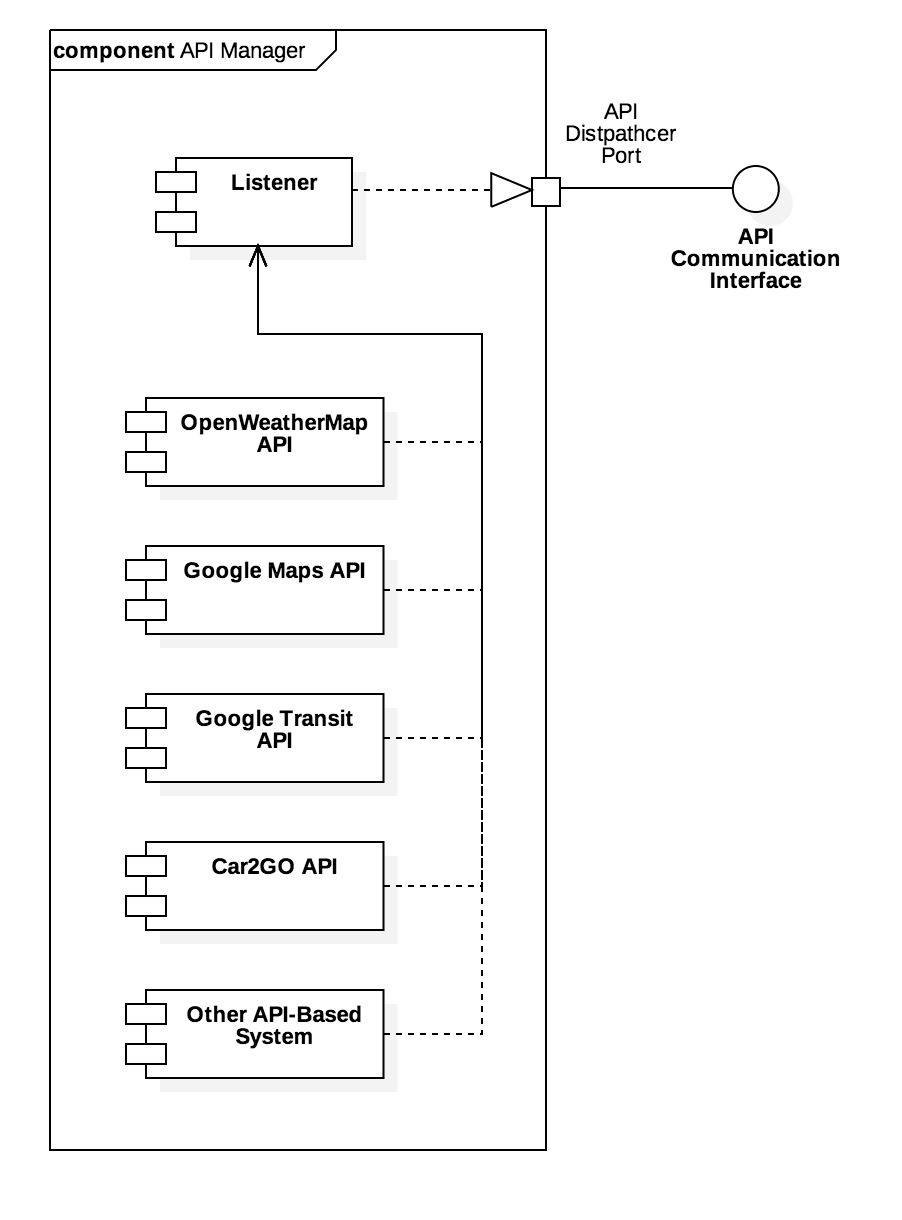 component API Manager
API
Distpathcer
Port
Listener
API
Communication
Interface
OpenWeatherMap
API
Google Maps API
Google Transit
API
Car2GO API
Other API-Based
System